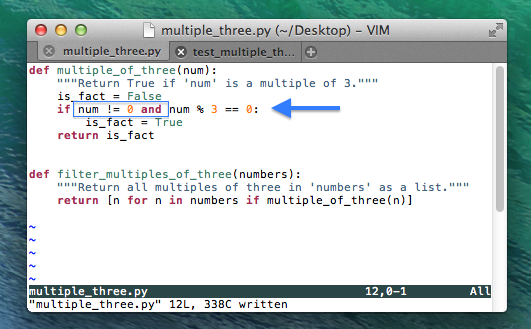 multiple_three.py (~/Desktop) – VIM
multiple_three.py test_multiple_th...
def multiple_of_three(num):
    """Return True if 'num' is a multiple of 3."""
    is_fact = False
    if num != 0 and num % 3 == 0:
        is_fact = True
    return is_fact
def filter_multiples_of_three(numbers):
    """Return all multiples of three in 'numbers' as a list."""
    return [n for n in numbers if multiple_of_three(n)]
~
~
~
~
~
multiple_three.py 12,0-1 All
"multiple_three.py" 12L, 338C written